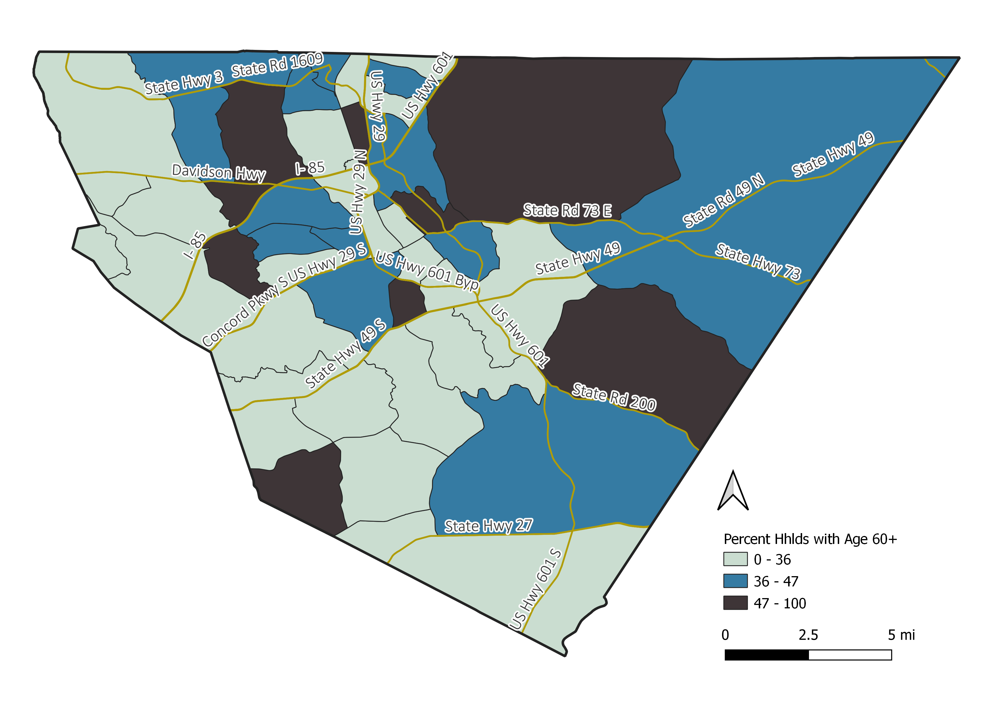 State Rd 1609
US Hwy 601
State Hwy 3
US Hwy 29
Davidson Hwy
I- 85
US Hwy 29 N
State Hwy 49
State Rd 49 N
State Rd 73 E
I- 85
US Hwy 29 S
US Hwy 601 Byp
State Hwy 49
State Hwy 73
Concord Pkwy S
State Hwy 49 S
US Hwy 601
State Rd 200
State Hwy 27
US Hwy 601 S
Percent Hhlds with Age 60+
0 - 36
36 - 47
47 - 100
0 2.5 5 mi